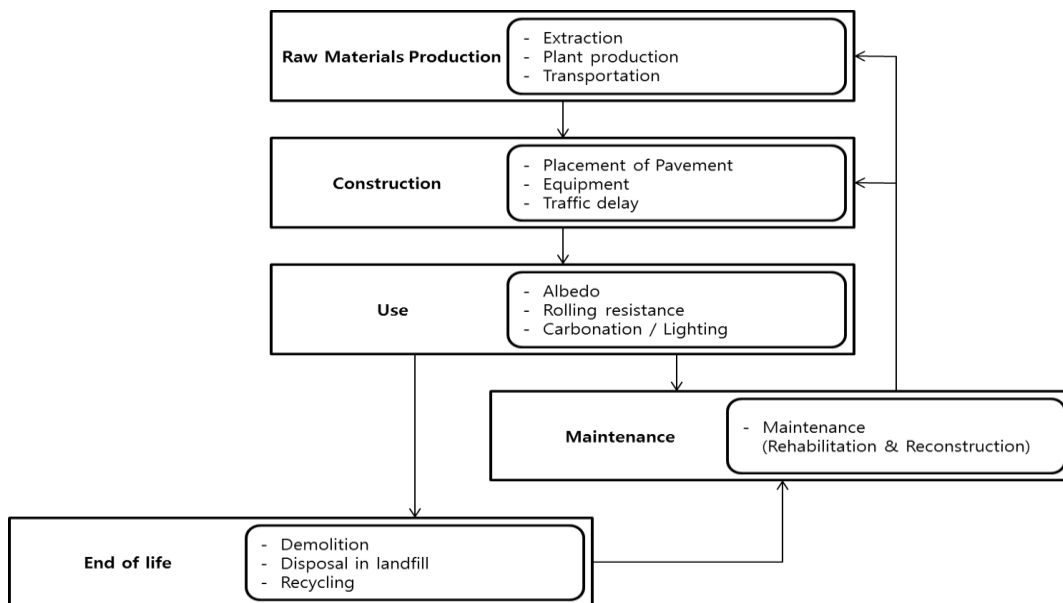 Raw Materials Production
- Extraction
- Plant production
- Transportation
Construction
- Placement of Pavement
- Equipment
- Traffic delay
Use
- Albedo
- Rolling resistance
- Carbonation / Lighting
Maintenance
- Maintenance
(Rehabilitation & Reconstruction)
End of life
- Demolition
- Disposal in landfill
- Recycling